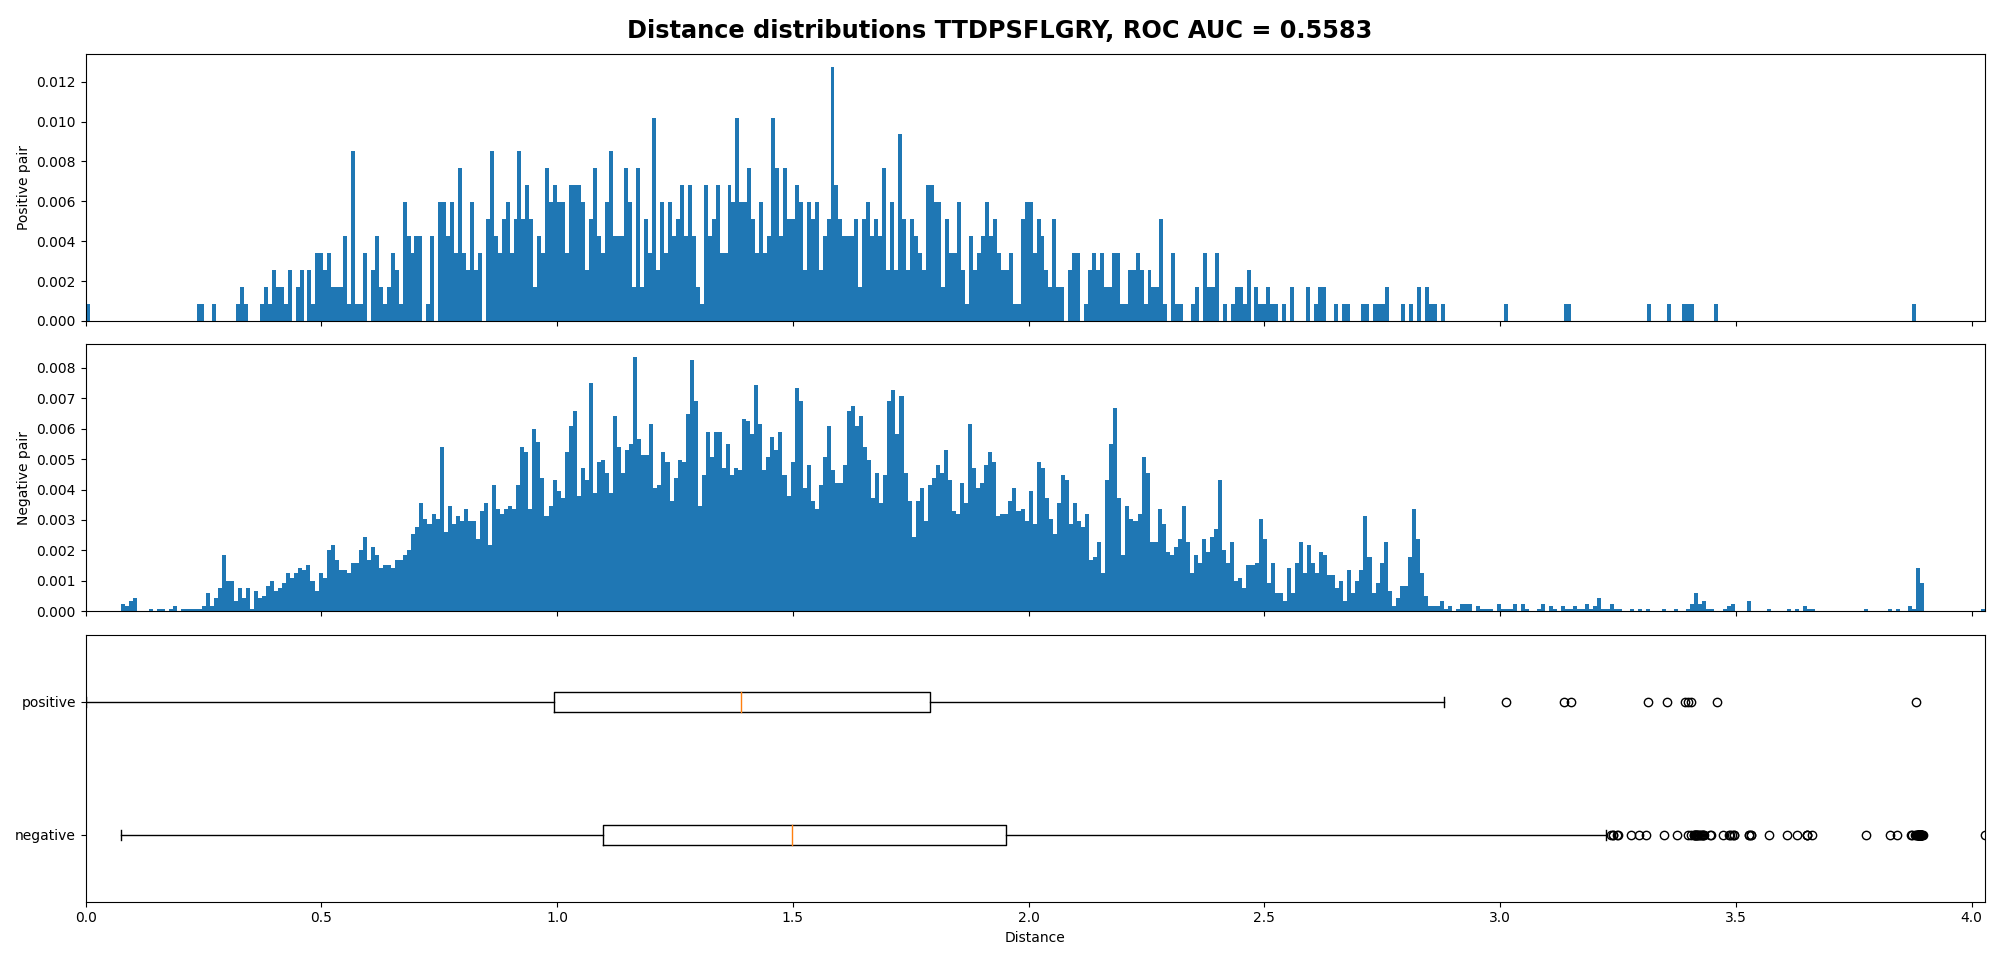 Distance distributions TTDPSFLGRY, ROC AUC = 0.5583
0.012
0.010
0.008
0.006
0.004
0.002
0.000
Positive pair
0.008
0.007
0.006
0.005
0.004
0.003
0.002
0.001
0.000
Negative pair
positive
negative
0.0 0.5 1.0 1.5 2.0 2.5 3.0 3.5 4.0
Distance